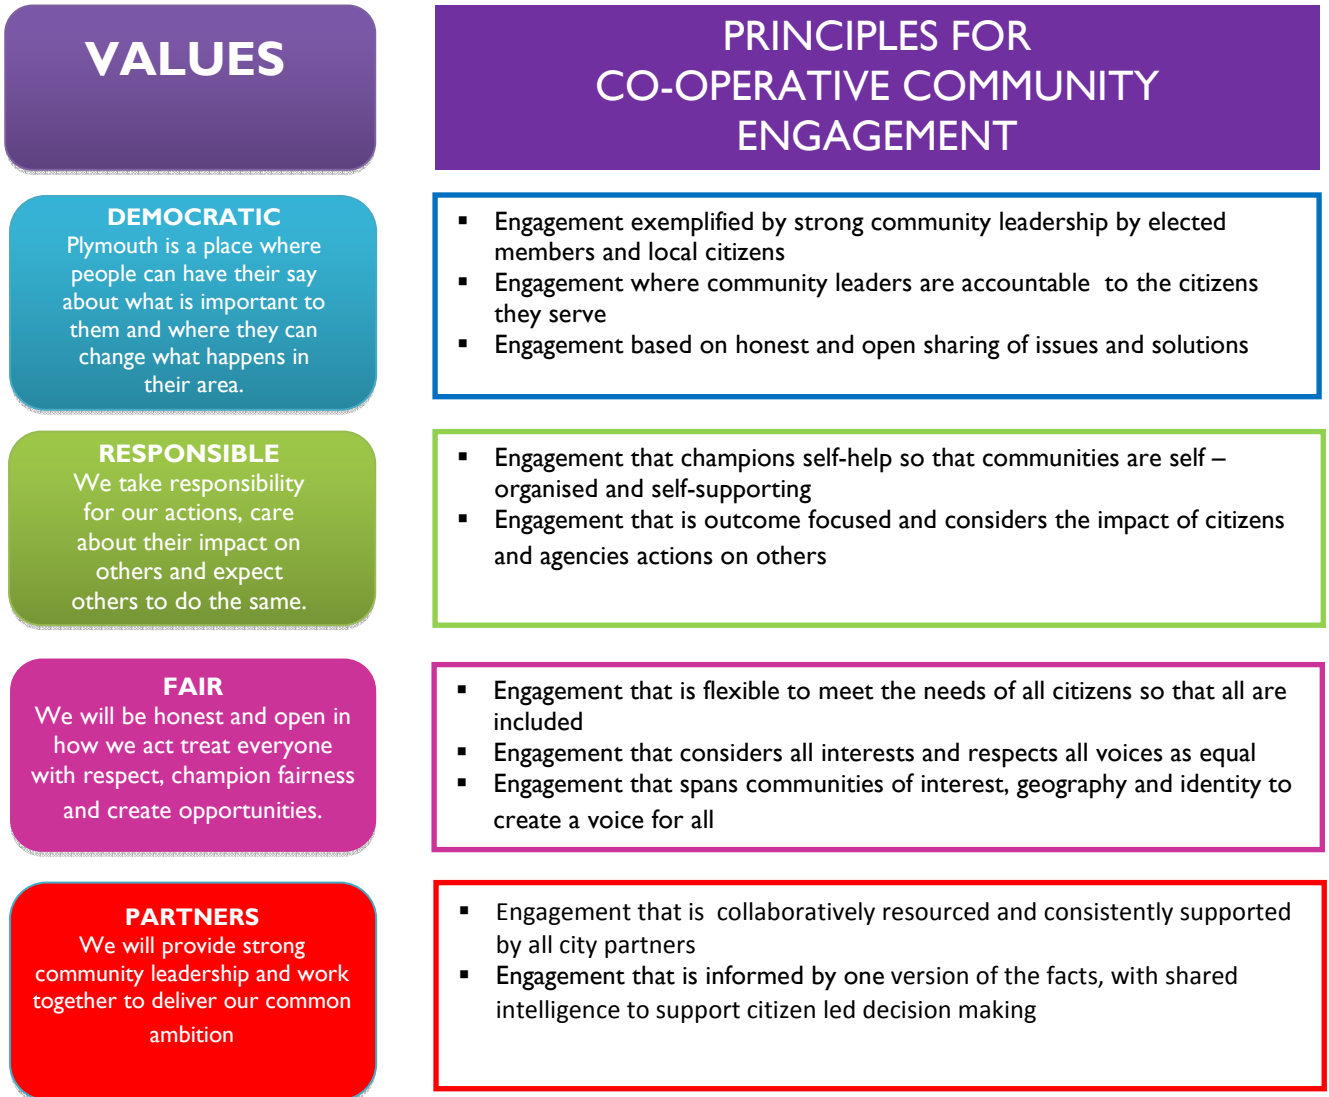 VALUES
PRINCIPLES FOR
CO-OPERATIVE COMMUNITY
ENGAGEMENT
DEMOCRATIC
Plymouth is a place where
people can have their say
about what is important to
them and where they can
change what happens in
their area.
▪ Engagement exemplified by strong community leadership by elected
members and local citizens
▪ Engagement where community leaders are accountable  to the citizens
they serve
▪ Engagement based on honest and open sharing of issues and solutions
RESPONSIBLE
We take responsibility
for our actions, care
about their impact on
others and expect
others to do the same.
▪ Engagement that champions self-help so that communities are self –
organised and self-supporting
▪ Engagement that is outcome focused and considers the impact of citizens
and agencies actions on others
FAIR
We will be honest and open in
how we act treat everyone
with respect, champion fairness
and create opportunities.
▪ Engagement that is flexible to meet the needs of all citizens so that all are
included
▪ Engagement that considers all interests and respects all voices as equal
▪ Engagement that spans communities of interest, geography and identity to
create a voice for all
PARTNERS
We will provide strong
community leadership and work
together to deliver our common
ambition
▪ Engagement that is  collaboratively resourced and consistently supported
by all city partners
▪ Engagement that is informed by one version of the facts, with shared
intelligence to support citizen led decision making